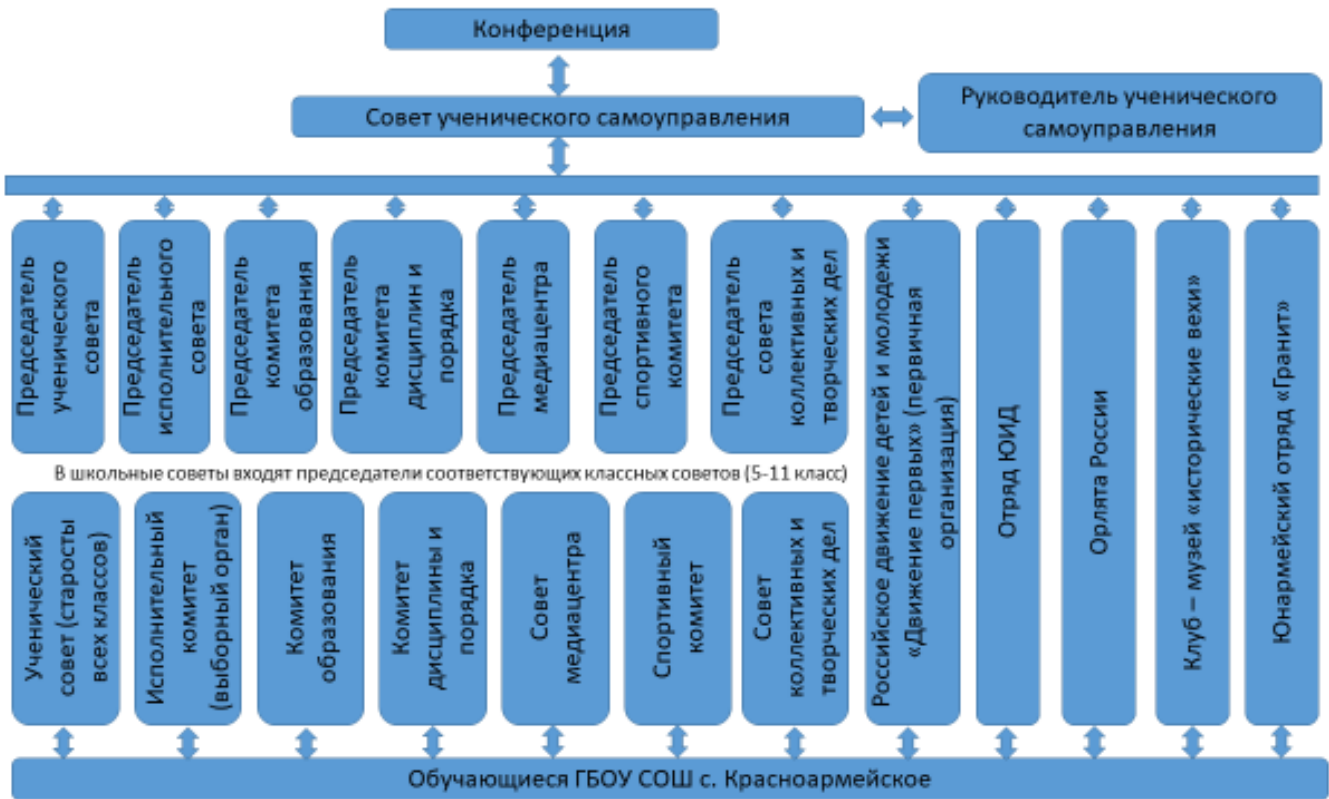 Конференция
Совет ученического самоуправления
Руководитель ученического
самоуправления
Председатель
ученического
совета
Председатель
исполнительного
совета
Председатель
комитета
образования
Председатель
комитета
дисциплин и
порядка
Председатель
медиацентра
Председатель
спортивного
комитета
Председатель
совета
коллективных и
творческих дел
Российское движение детей и молодежи
«Движение первых» (первичная
организация)
Отряд ЮИД
Орлята России
Клуб – музей «исторические вехи»
Юнармейский отряд «Гранит»
В школьные советы входят председатели соответствующих классных советов (5-11 класс)
Ученический
совет (старосты
всех классов)
Исполнительный
комитет
(выборный орган)
Комитет
образования
Комитет
дисциплины и
порядка
Совет
медиацентра
Спортивный
комитет
Совет
коллективных и
творческих дел
Обучающиеся ГБОУ СОШ с. Красноармейское